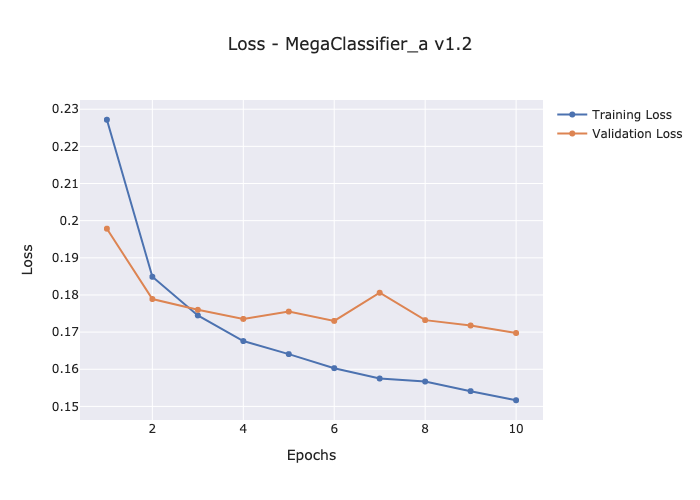 Loss - MegaClassifier_a v1.2
Training Loss
Validation Loss
Loss
0.23
0.22
0.21
0.2
0.19
0.18
0.17
0.16
0.15
2 4 6 8 10
Epochs